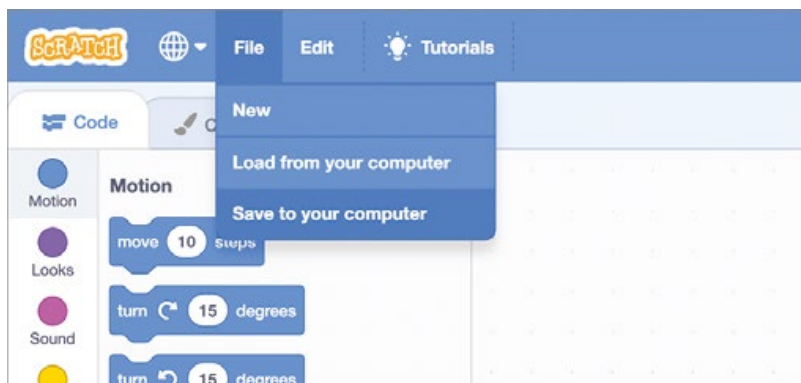 SCRATCH File Edit Tutorials
New
Code
Load from your computer
Motion
Save to your computer
Motion
move 10 steps
Looks
turn 15 degrees
Sound
turn 15 degrees